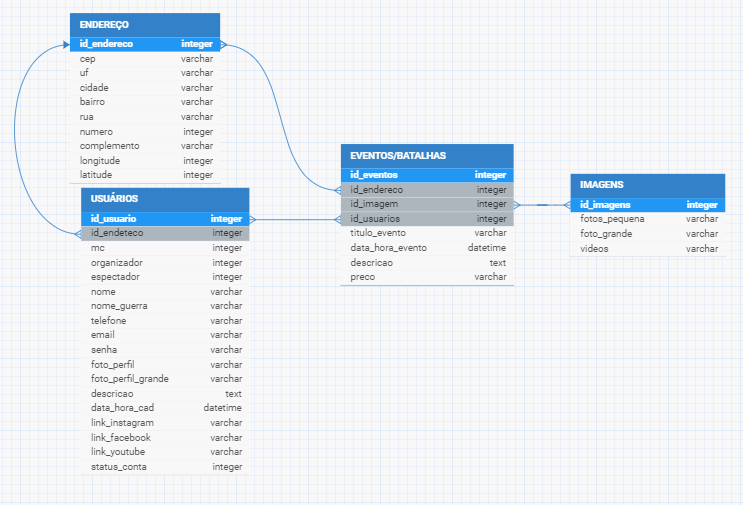 ENDEREÇO
id_endereco integer
cep varchar
uf varchar
cidade varchar
bairro varchar
rua varchar
numero integer
complemento varchar
longitude integer
latitude integer
USUÁRIOS
id_usuario integer
id_endeteco integer
mc integer
organizador integer
espectador integer
nome varchar
nome_guerra varchar
telefone varchar
email varchar
senha varchar
foto_perfil varchar
foto_perfil_grande varchar
descricao text
data_hora_cad datetime
link_instagram varchar
link_facebook varchar
link_youtube varchar
status_conta integer
EVENTOS/BATALHAS
id_eventos integer
id_endereco integer
id_imagem integer
id_usuarios integer
titulo_evento varchar
data_hora_evento datetime
descricao text
preco varchar
IMAGENS
id_imagens integer
fotos_pequena varchar
foto_grande varchar
videos varchar